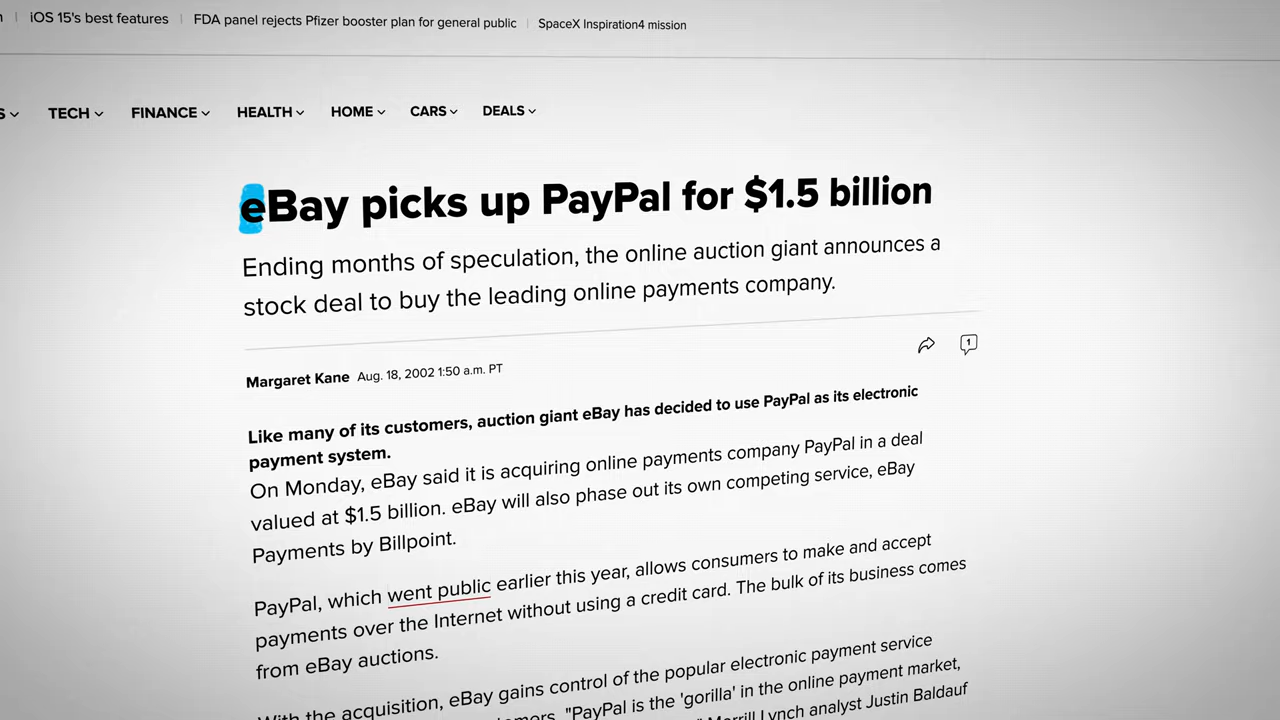 iOS 15's best features | FDA panel rejects Pfizer booster plan for general public | SpaceX Inspiration4 mission
TECH FINANCE HEALTH HOME CARS DEALS
eBay picks up PayPal for $1.5 billion
Ending months of speculation, the online auction giant announces a
stock deal to buy the leading online payments company.
1
Margaret Kane Aug. 18, 2002 1:50 a.m. PT
Like many of its customers, auction giant eBay has decided to use PayPal as its electronic
payment system.
On Monday, eBay said it is acquiring online payments company PayPal in a deal
valued at $1.5 billion. eBay will also phase out its own competing service, eBay
Payments by Billpoint.
PayPal, which went public earlier this year, allows consumers to make and accept
payments over the Internet without using a credit card. The bulk of its business comes
from eBay auctions.
With the acquisition, eBay gains control of the popular electronic payment service
"PayPal is the 'gorilla' in the online payment market,
Merrill Lynch analyst Justin Baldauf